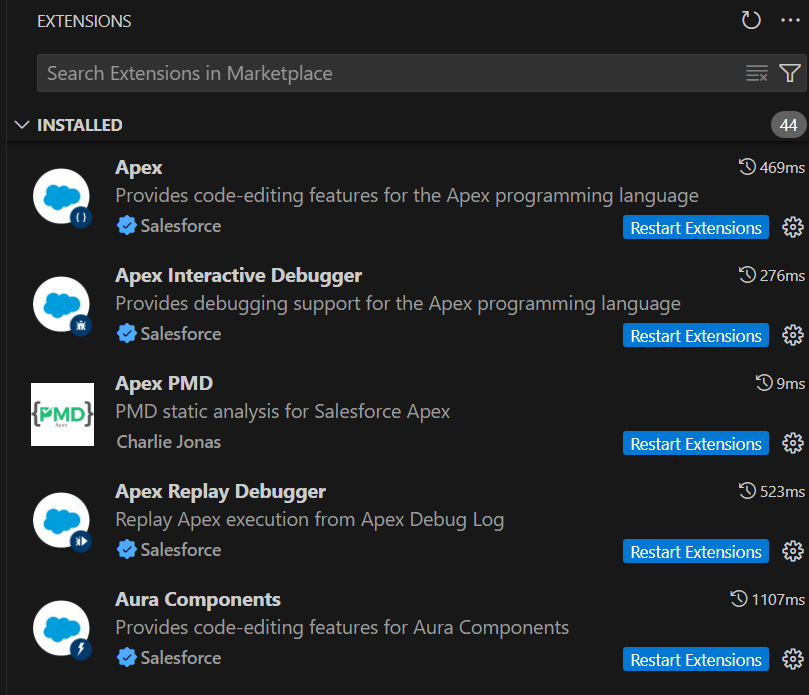 EXTENSIONS
Search Extensions in Marketplace
INSTALLED 44
Apex 469ms
Provides code-editing features for the Apex programming language
Salesforce Restart Extensions
Apex Interactive Debugger 276ms
Provides debugging support for the Apex programming language
Salesforce Restart Extensions
Apex PMD 9ms
{PMD} PMD static analysis for Salesforce Apex
Apex
Charlie Jonas Restart Extensions
Apex Replay Debugger 523ms
Replay Apex execution from Apex Debug Log
Salesforce Restart Extensions
Aura Components 1107ms
Provides code-editing features for Aura Components
Salesforce Restart Extensions